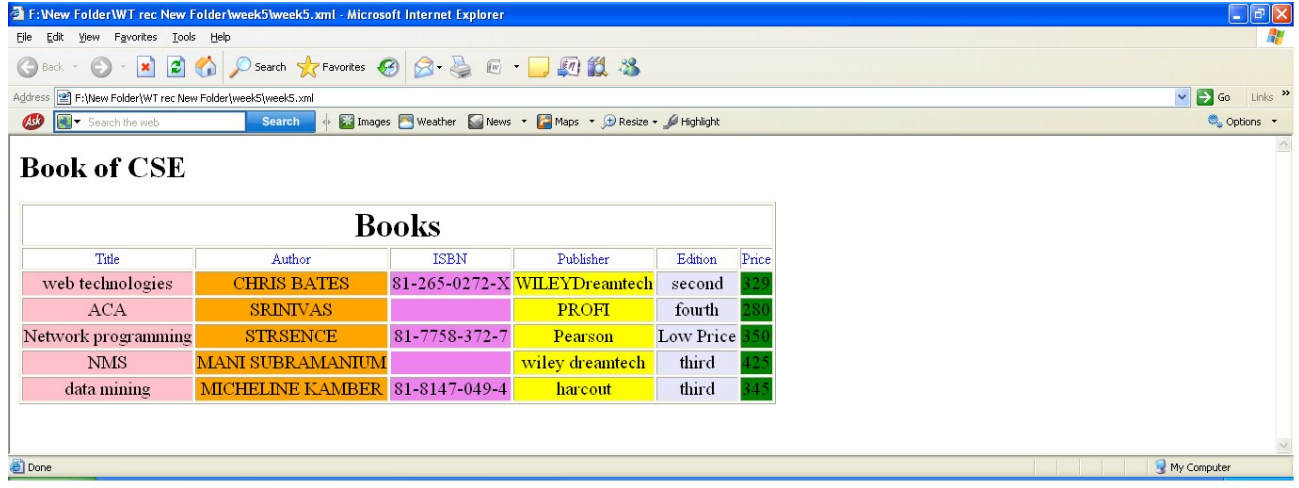 F:\New Folder\WT rec New Folder\week5\week5.xml - Microsoft Internet Explorer
File Edit View Favorites Tools Help
Back Search Favorites
Address F:\New Folder\WT rec New Folder\week5\week5.xml Go Links »
Ask Search the web Search Images Weather News Maps Resize Highlight Options
Book of CSE
Books
Title Author ISBN Publisher Edition Price
web technologies CHRIS BATES 81-265-0272-X WILEYDreamtech second 329
ACA SRINIVAS PROFI fourth 280
Network programming STRSENCE 81-7758-372-7 Pearson Low Price 350
NMS MANI SUBRAMANIUM wiley dreamtech third 425
data mining MICHELINE KAMBER 81-8147-049-4 harcout third 345
Done My Computer